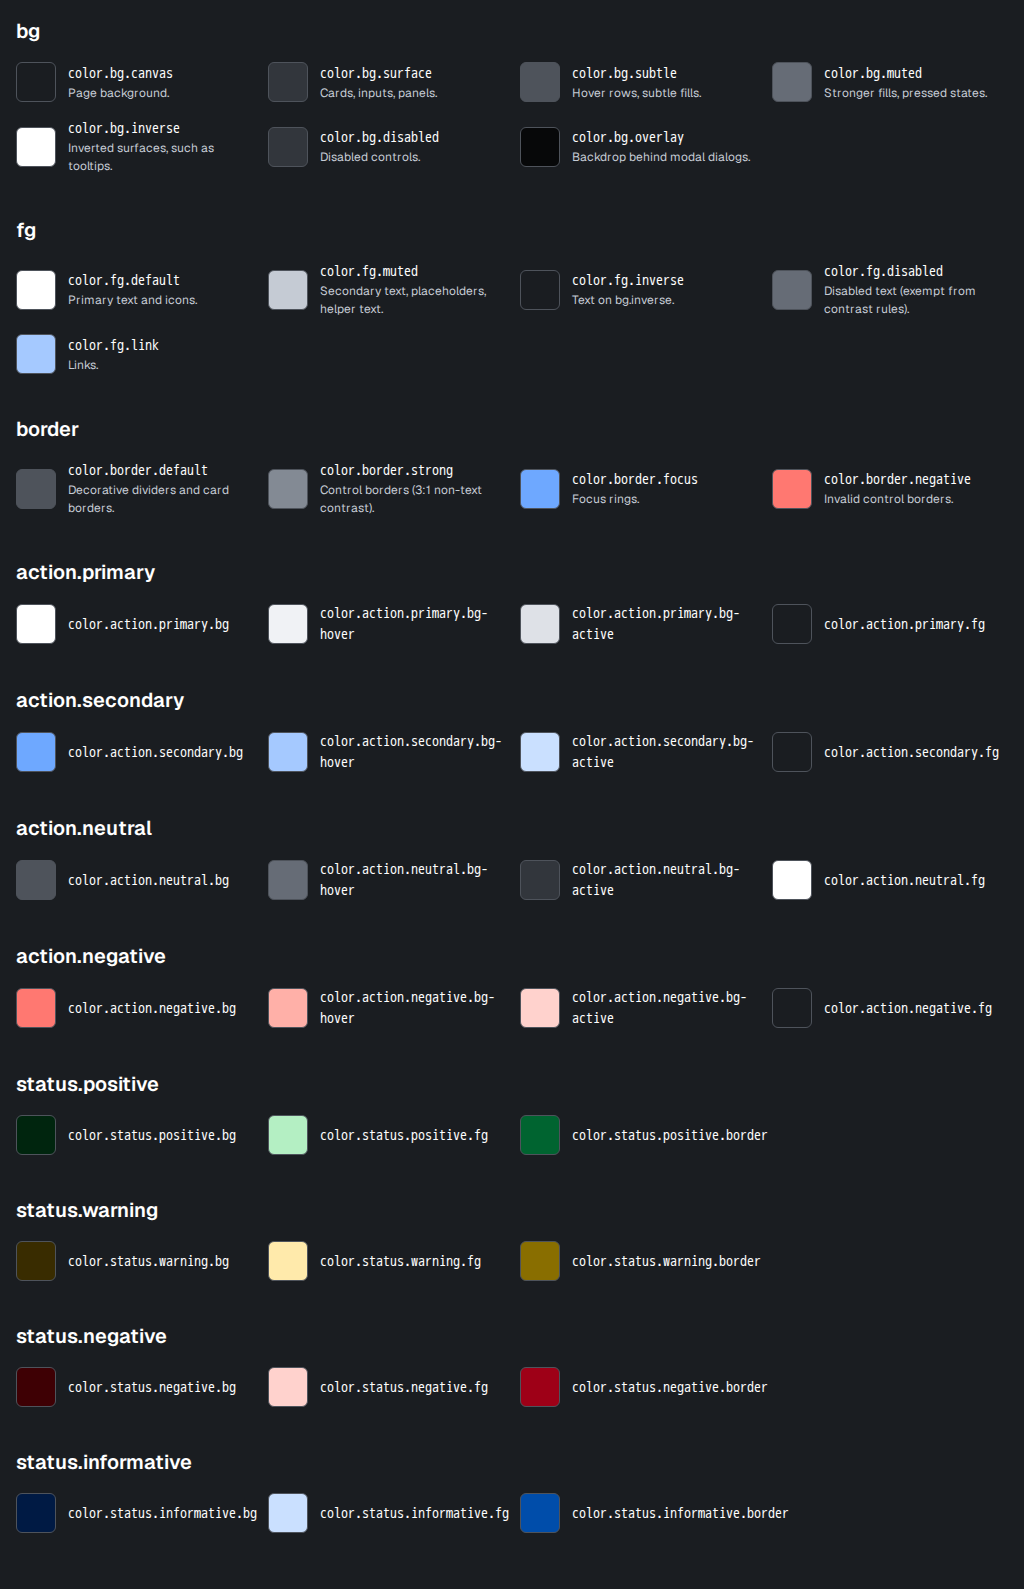 bg
color.bg.canvas
Page background.
color.bg.surface
Cards, inputs, panels.
color.bg.subtle
Hover rows, subtle fills.
color.bg.muted
Stronger fills, pressed states.
color.bg.inverse
Inverted surfaces, such as
tooltips.
color.bg.disabled
Disabled controls.
color.bg.overlay
Backdrop behind modal dialogs.
fg
color.fg.default
Primary text and icons.
color.fg.muted
Secondary text, placeholders,
helper text.
color.fg.inverse
Text on bg.inverse.
color.fg.disabled
Disabled text (exempt from
contrast rules).
color.fg.link
Links.
border
color.border.default
Decorative dividers and card
borders.
color.border.strong
Control borders (3:1 non-text
contrast).
color.border.focus
Focus rings.
color.border.negative
Invalid control borders.
action.primary
color.action.primary.bg
color.action.primary.bg-
hover
color.action.primary.bg-
active
color.action.primary.fg
action.secondary
color.action.secondary.bg
color.action.secondary.bg-
hover
color.action.secondary.bg-
active
color.action.secondary.fg
action.neutral
color.action.neutral.bg
color.action.neutral.bg-
hover
color.action.neutral.bg-
active
color.action.neutral.fg
action.negative
color.action.negative.bg
color.action.negative.bg-
hover
color.action.negative.bg-
active
color.action.negative.fg
status.positive
color.status.positive.bg
color.status.positive.fg
color.status.positive.border
status.warning
color.status.warning.bg
color.status.warning.fg
color.status.warning.border
status.negative
color.status.negative.bg
color.status.negative.fg
color.status.negative.border
status.informative
color.status.informative.bg
color.status.informative.fg
color.status.informative.border